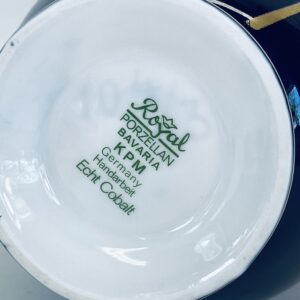 Royal
PORZELLAN
BAVARIA
KPM
Germany
Handarbeit
Echt Cobalt